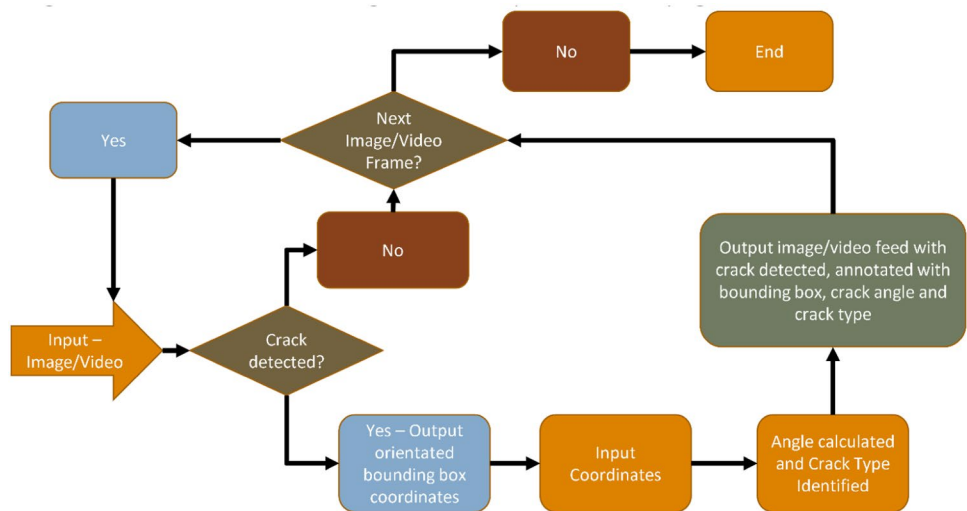 No
End
Next
Image/Video
Frame?
Yes
No
Output image/video feed with
crack detected, annotated with
bounding box, crack angle and
crack type
Input –
Image/Video
Crack
detected?
Yes – Output
orientated
bounding box
coordinates
Input
Coordinates
Angle calculated
and Crack Type
Identified